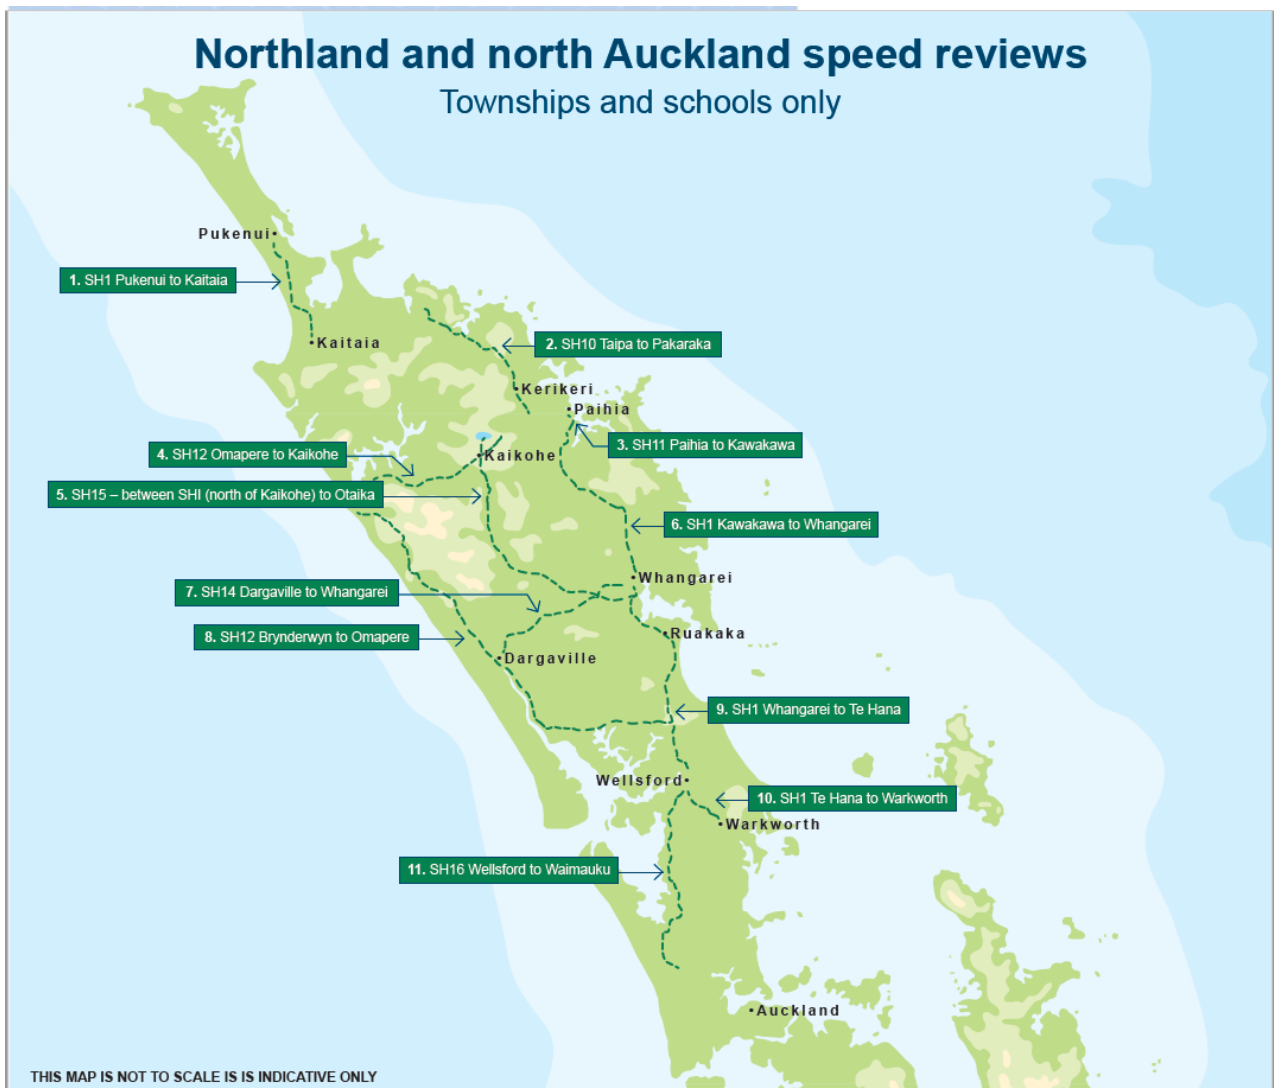 Northland and north Auckland speed reviews
Townships and schools only
Pukenui
1. SH1 Pukenui to Kaitaia
Kaitaia
2. SH10 Taipa to Pakaraka
Kerikeri
Paihia
3. SH11 Paihia to Kawakawa
4. SH12 Omapere to Kaikohe
Kaikohe
5. SH15 – between SHI (north of Kaikohe) to Otaika
6. SH1 Kawakawa to Whangarei
Whangarei
7. SH14 Dargaville to Whangarei
8. SH12 Brynderwyn to Omapere
Ruakaka
Dargaville
9. SH1 Whangarei to Te Hana
Wellsford
10. SH1 Te Hana to Warkworth
Warkworth
11. SH16 Wellsford to Waimauku
Auckland
THIS MAP IS NOT TO SCALE IS IS INDICATIVE ONLY